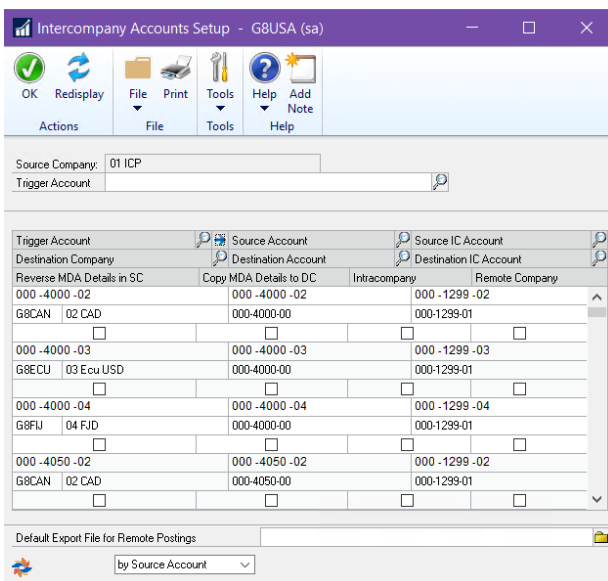 Intercompany Accounts Setup - G8USA (sa)
OK Redisplay File Print Tools Help Add Note
Actions File Tools Help
Source Company: 01 ICP
Trigger Account
Trigger Account Source Account Source IC Account
Destination Company Destination Account Destination IC Account
Reverse MDA Details in SC Copy MDA Details to DC Intracompany Remote Company
000 -4000 -02 000 -4000 -02 000 -1299 -02
G8CAN 02 CAD 000-4000-00 000-1299-01
000 -4000 -03 000 -4000 -03 000 -1299 -03
G8ECU 03 Ecu USD 000-4000-00 000-1299-01
000 -4000 -04 000 -4000 -04 000 -1299 -04
G8FIJ 04 FJD 000-4000-00 000-1299-01
000 -4050 -02 000 -4050 -02 000 -1299 -02
G8CAN 02 CAD 000-4050-00 000-1299-01
Default Export File for Remote Postings
by Source Account